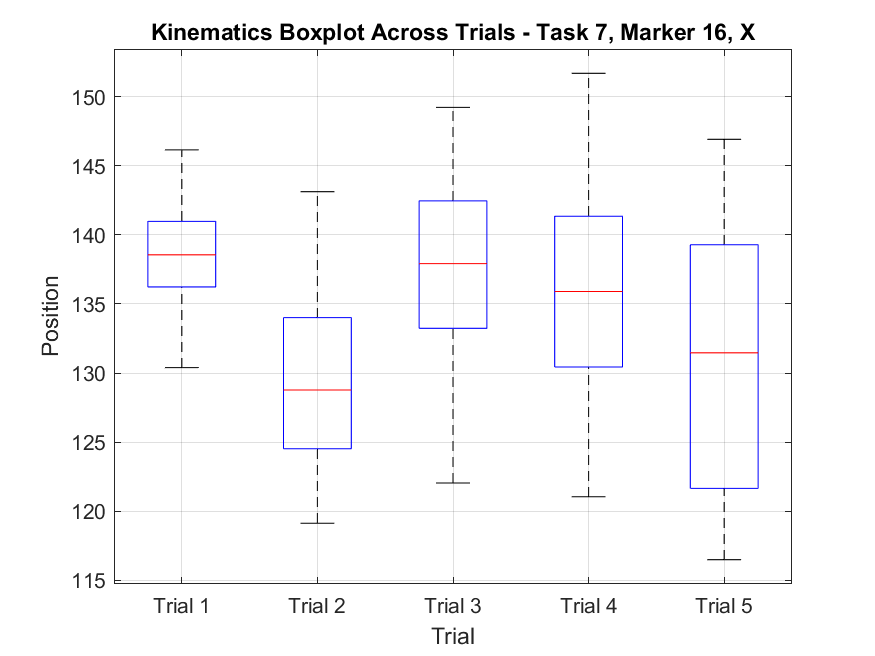 Kinematics Boxplot Across Trials - Task 7, Marker 16, X
150
145
140
135
130
125
120
115
Position
Trial 1 Trial 2 Trial 3 Trial 4 Trial 5
Trial